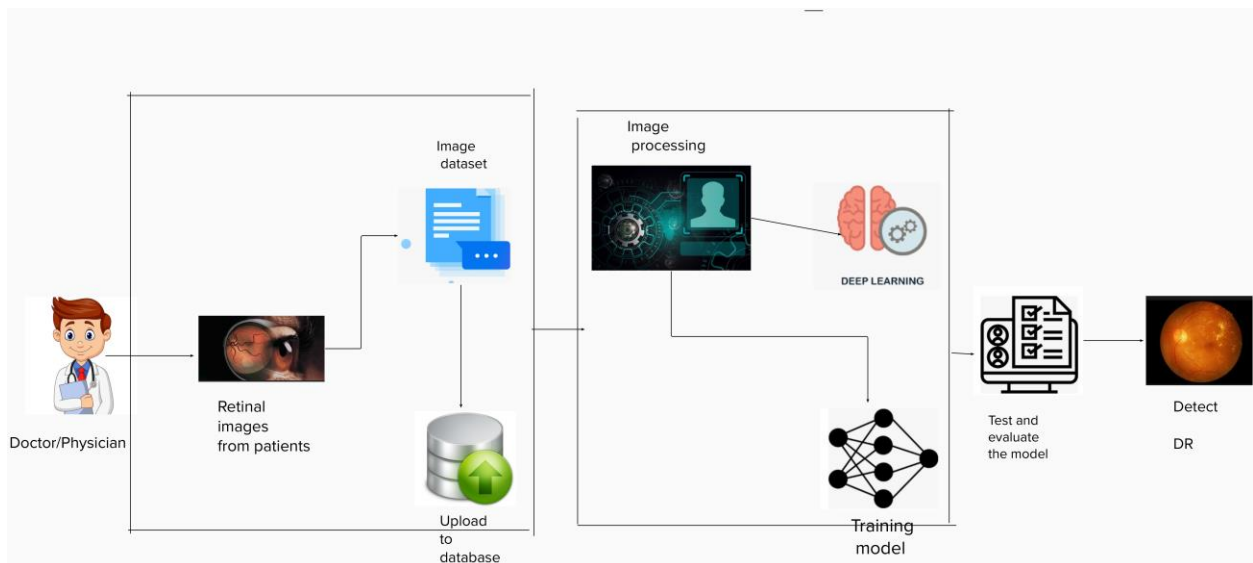 Doctor/Physician
Retinal
images
from patients
Image
dataset
Upload
to
database
Image
processing
DEEP LEARNING
Training
model
Test and
evaluate
the model
Detect
DR